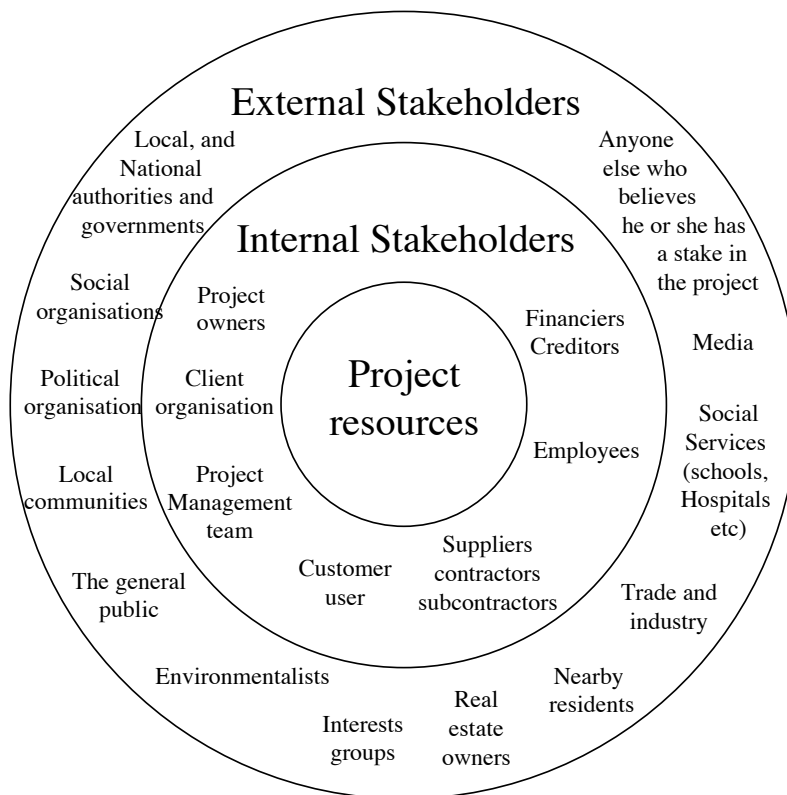 External Stakeholders
Local, and
National
authorities and
governments
Anyone
else who
believes
he or she has
a stake in
the project
Internal Stakeholders
Social
organisations
Project
owners
Financiers
Creditors
Media
Project
resources
Political
organisation
Client
organisation
Employees
Social
Services
(schools,
Hospitals
etc)
Local
communities
Project
Management
team
Customer
user
Suppliers
contractors
subcontractors
The general
public
Trade and
industry
Environmentalists
Nearby
residents
Interests
groups
Real
estate
owners